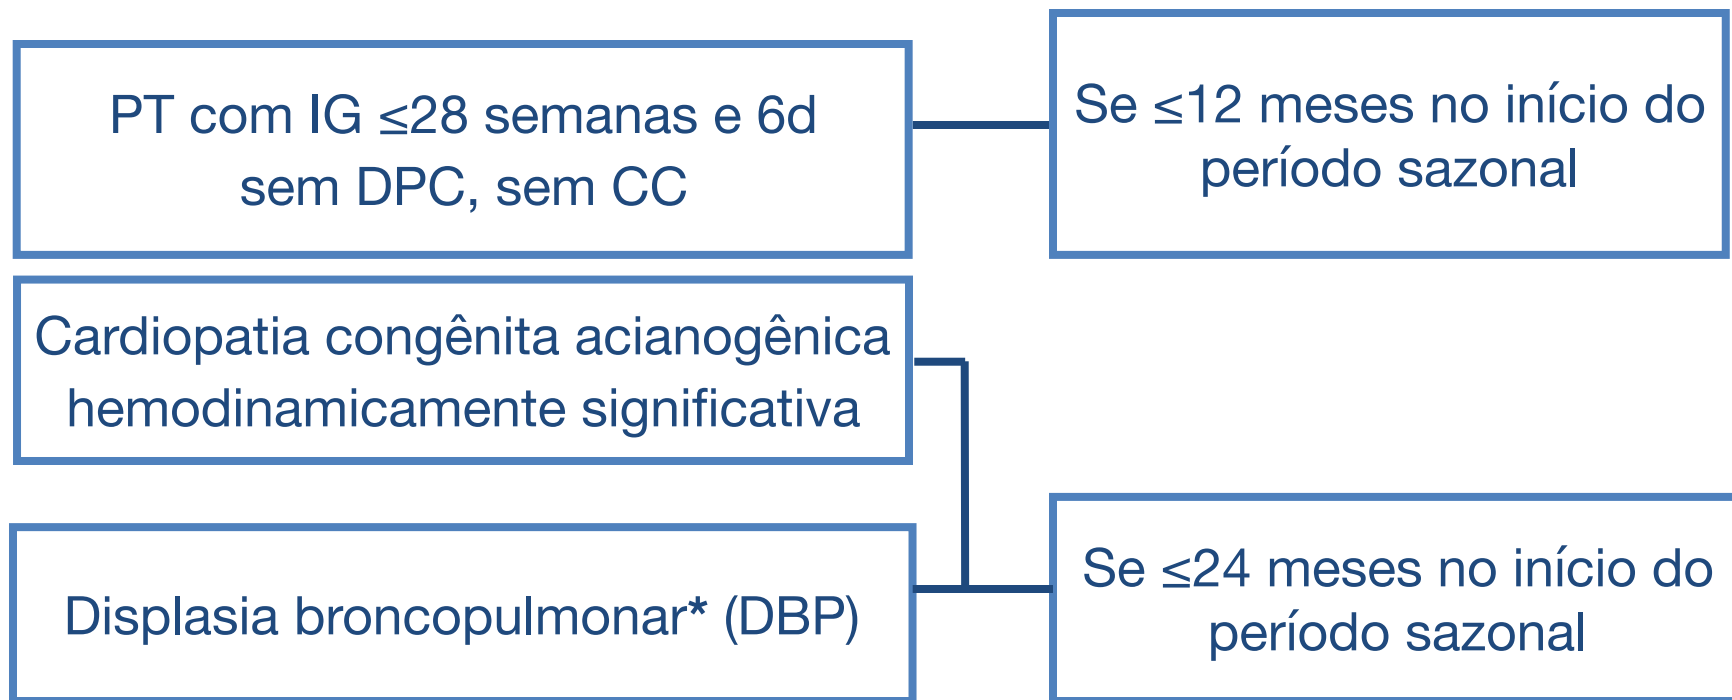 PT com IG ≤28 semanas e 6d
sem DPC, sem CC
Se ≤12 meses no início do
período sazonal
Cardiopatia congênita acianogênica
hemodinamicamente significativa
Displasia broncopulmonar* (DBP)
Se ≤24 meses no início do
período sazonal